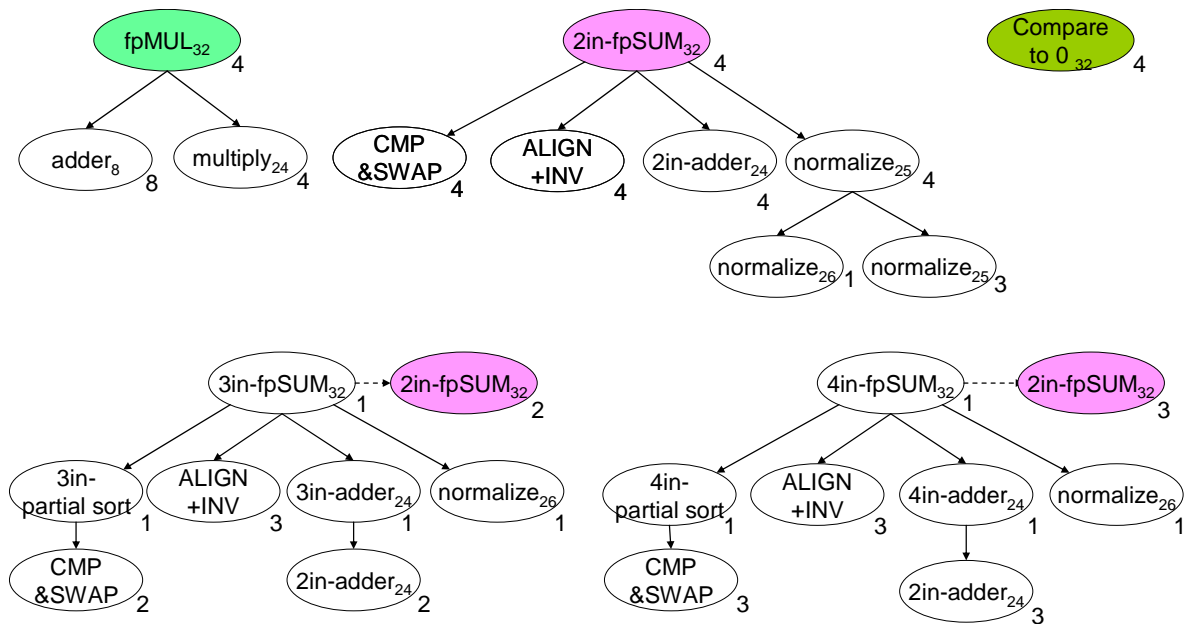 fpMUL32
4
2in-fpSUM32
4
Compare
to 0 32
4
adder8
8
multiply24
4
CMP
&SWAP
4
ALIGN
+INV
4
2in-adder24
4
normalize25
4
normalize26
1
normalize25
3
3in-fpSUM32
1
2in-fpSUM32
2
3in-
partial sort
1
ALIGN
+INV
3
3in-adder24
1
normalize26
1
CMP
&SWAP
2
2in-adder24
2
4in-fpSUM32
1
2in-fpSUM32
3
4in-
partial sort
1
ALIGN
+INV
3
4in-adder24
1
normalize26
1
CMP
&SWAP
3
2in-adder24
3